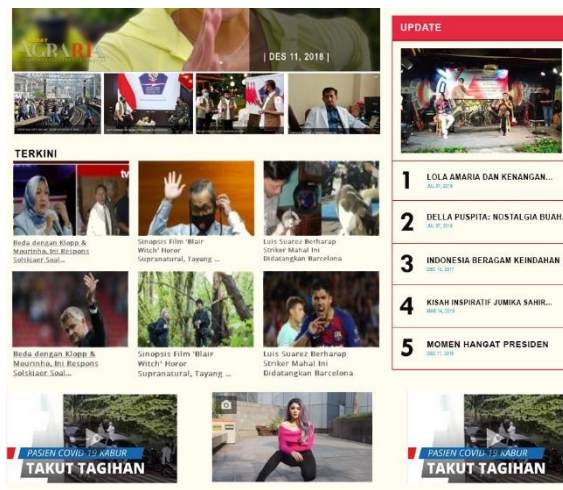 AGRARIA
| DES 11, 2018 |
TERKINI
Beda dengan Klopp &
Mourinho, Ini Respons
Solskjaer Soal...
Sinopsis Film 'Blair
Witch' Horor
Supranatural, Tayang ...
Luis Suarez Berharap
Striker Mahal Ini
Didatangkan Barcelona
Beda dengan Klopp &
Mourinho, Ini Respons
Solskjaer Soal...
Sinopsis Film 'Blair
Witch' Horor
Supranatural, Tayang ...
Luis Suarez Berharap
Striker Mahal Ini
Didatangkan Barcelona
UPDATE
1 LOLA AMARIA DAN KENANGAN...
2 DELLA PUSPITA: NOSTALGIA BUAH
3 INDONESIA BERAGAM KEINDAHAN
4 KISAH INSPIRATIF JUMIKA SAHIR...
5 MOMEN HANGAT PRESIDEN
PASIEN COVID-19 KABUR
TAKUT TAGIHAN
PASIEN COVID-19 KABUR
TAKUT TAGIHAN